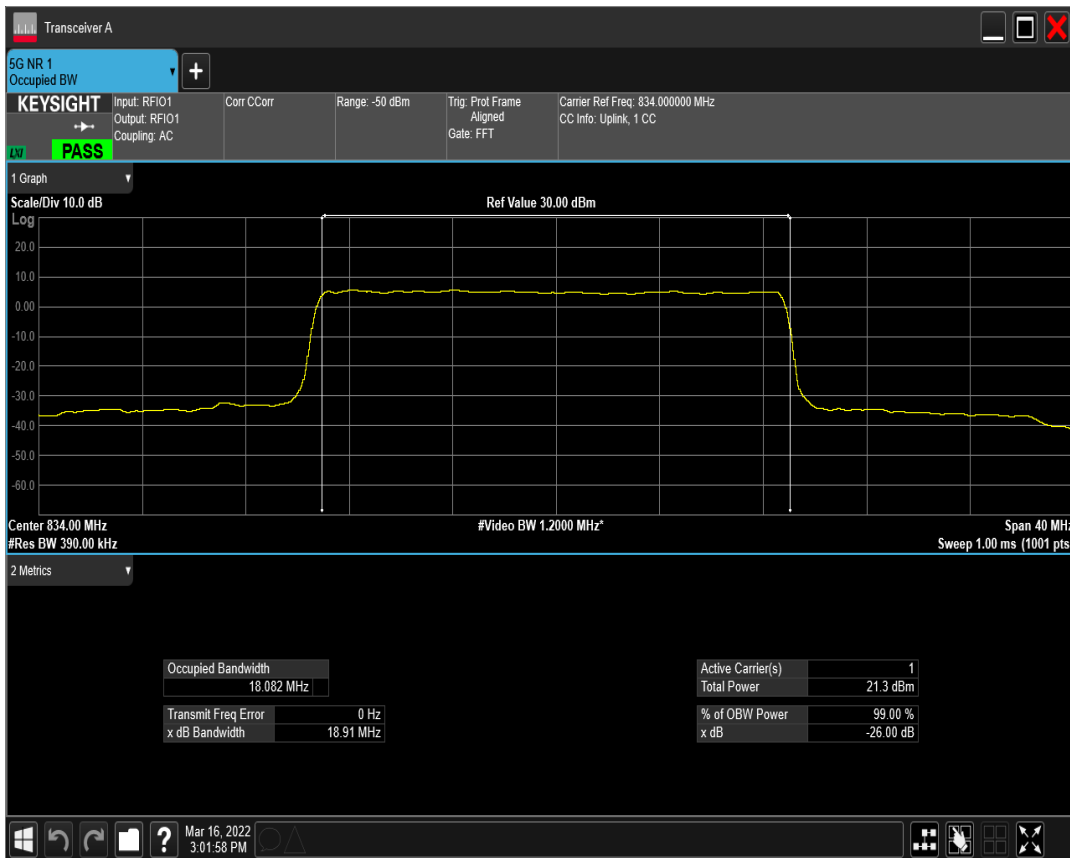 Transceiver A
5G NR 1
Occupied BW
+
KEYSIGHT
LXI
PASS
Input: RFIO1
Output: RFIO1
Coupling: AC
Corr CCorr
Range: -50 dBm
Trig: Prot Frame
Aligned
Gate: FFT
Carrier Ref Freq: 834.000000 MHz
CC Info: Uplink, 1 CC
1 Graph
Scale/Div 10.0 dB
Ref Value 30.00 dBm
Log
20.0
10.0
0.00
-10.0
-20.0
-30.0
-40.0
-50.0
-60.0
Center 834.00 MHz
#Video BW 1.2000 MHz*
Span 40 MHz
#Res BW 390.00 kHz
Sweep 1.00 ms (1001 pts
2 Metrics
Occupied Bandwidth
18.082 MHz
Transmit Freq Error 0 Hz
x dB Bandwidth 18.91 MHz
Active Carrier(s) 1
Total Power 21.3 dBm
% of OBW Power 99.00 %
x dB -26.00 dB
?
Mar 16, 2022
3:01:58 PM